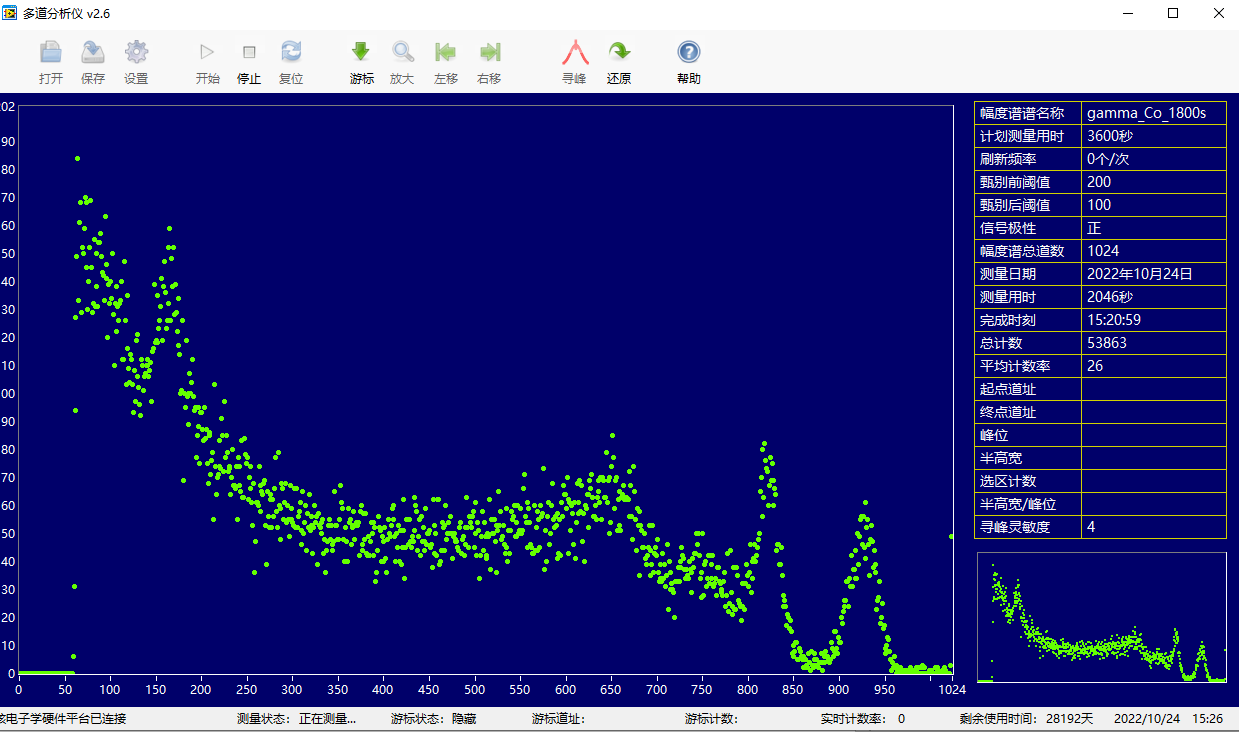 多道分析仪 v2.6
打开 保存 设置 开始 停止 复位 游标 放大 左移 右移 寻峰 还原 帮助
02
90
80
70
60
50
40
30
20
10
00
90
80
70
60
50
40
30
20
10
0
0 50 100 150 200 250 300 350 400 450 500 550 600 650 700 750 800 850 900 950 1024
幅度谱谱名称 gamma_Co_1800s
计划测量用时 3600秒
刷新频率 0个/次
甄别前阈值 200
甄别后阈值 100
信号极性 正
幅度谱总道数 1024
测量日期 2022年10月24日
测量用时 2046秒
完成时刻 15:20:59
总计数 53863
平均计数率 26
起点道址
终点道址
峰位
半高宽
选区计数
半高宽/峰位
寻峰灵敏度 4
核电子学硬件平台已连接 测量状态: 正在测量... 游标状态: 隐藏 游标道址: 游标计数: 实时计数率: 0 剩余使用时间: 28192天 2022/10/24 15:26